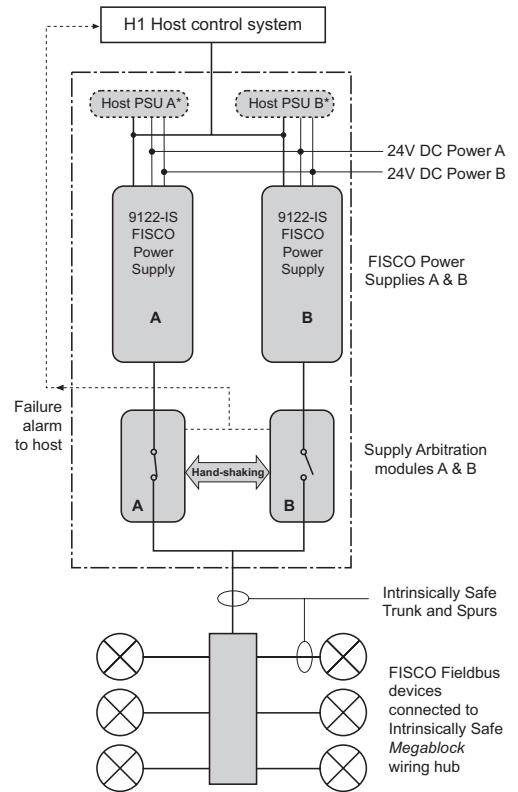 H1 Host control system
Host PSU A*
Host PSU B*
24V DC Power A
24V DC Power B
9122-IS
FISCO
Power
Supply
A
9122-IS
FISCO
Power
Supply
B
FISCO Power
Supplies A & B
Failure
alarm
to host
Hand-shaking
A
B
Supply Arbitration
modules A & B
Intrinsically Safe
Trunk and Spurs
FISCO Fieldbus
devices
connected to
Intrinsically Safe
Megablock
wiring hub